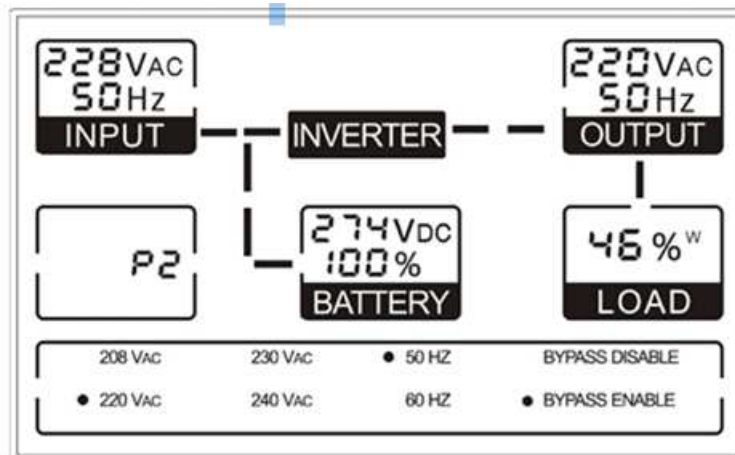 228VAC
50HZ
INPUT
INVERTER
220VAC
50HZ
OUTPUT
P2
274VDC
100%
BATTERY
46%W
LOAD
208 VAC 230 VAC 50 HZ BYPASS DISABLE
220 VAC 240 VAC 60 HZ BYPASS ENABLE